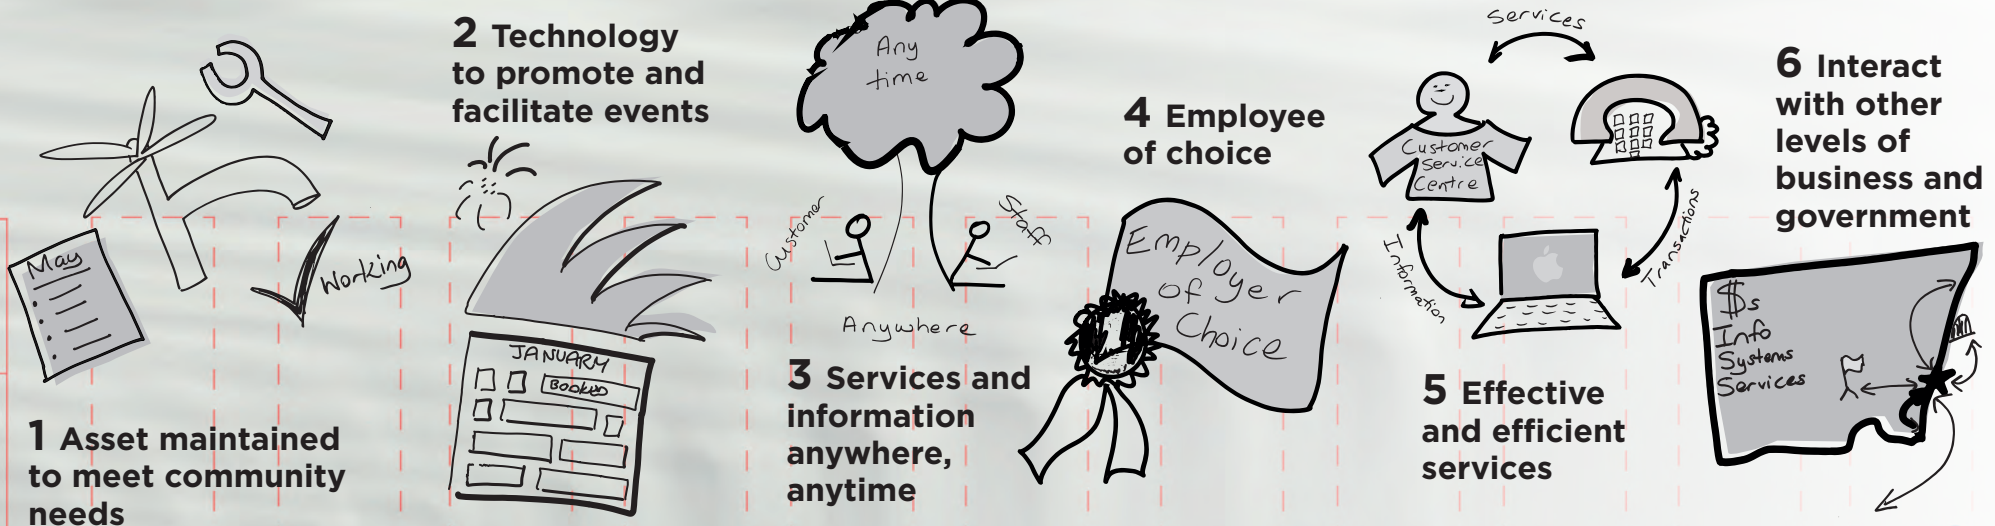 May
Working
1 Asset maintained
to meet community
needs
2 Technology
to promote and
facilitate events
JANUARY
BOOKED
Any
time
Customer
Staff
Anywhere
3 Services and
information
anywhere,
anytime
4 Employee
of choice
Employer
of
Choice
Services
Customer
Service
Centre
Information
Transactions
5 Effective
and efficient
services
6 Interact
with other
levels of
business and
government
$s
Info
Systems
Services